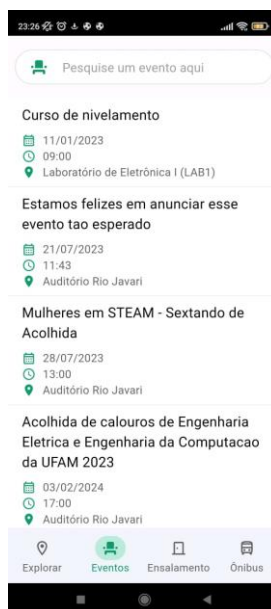 23:26
Pesquise um evento aqui
Curso de nivelamento
11/01/2023
09:00
Laboratório de Eletrônica I (LAB1)
Estamos felizes em anunciar esse
evento tao esperado
21/07/2023
11:43
Auditório Rio Javari
Mulheres em STEAM - Sextando de
Acolhida
28/07/2023
13:00
Auditório Rio Javari
Acolhida de calouros de Engenharia
Eletrica e Engenharia da Computacao
da UFAM 2023
03/02/2024
17:00
Auditório Rio Javari
Explorar Eventos Ensalamento Ônibus